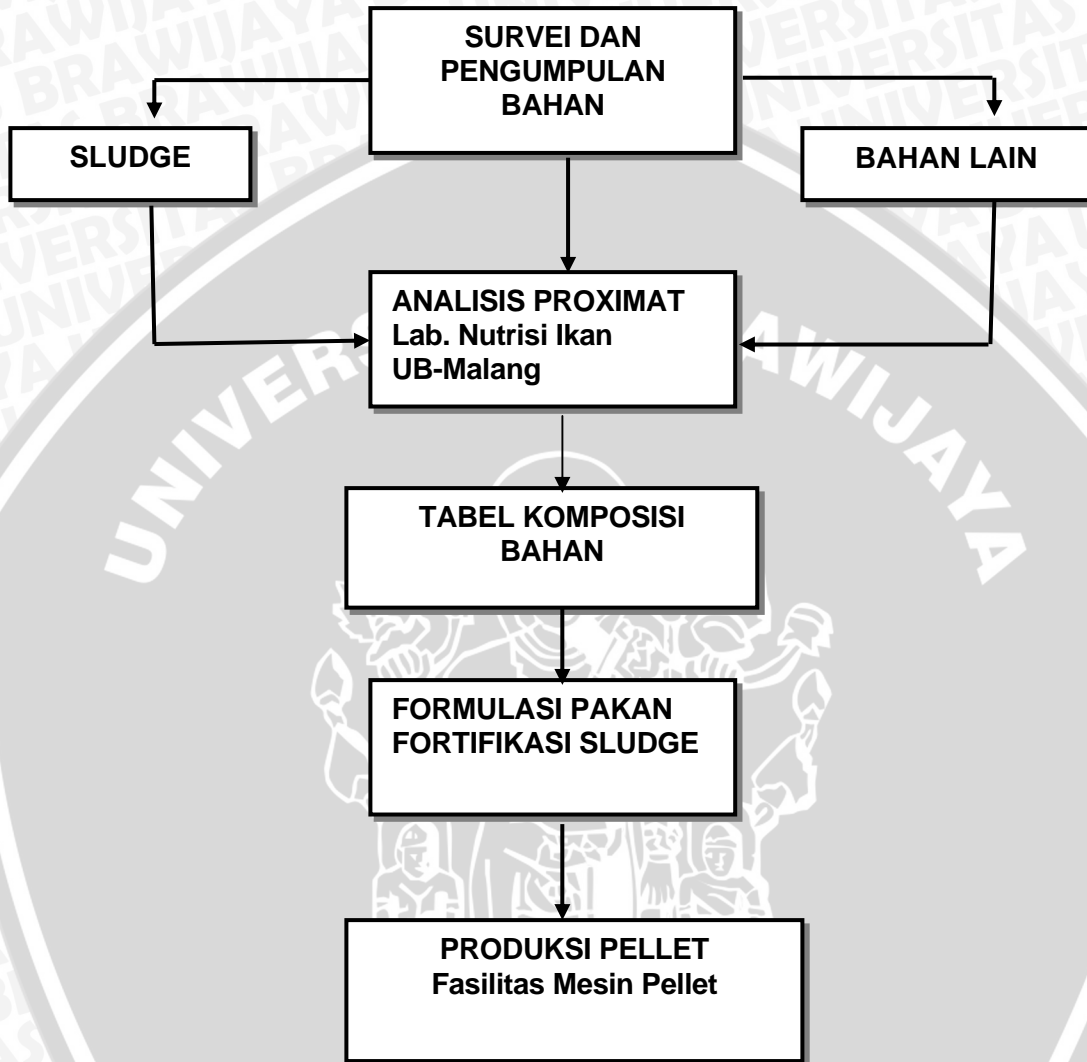 SURVEI DAN
PENGUMPULAN
BAHAN
SLUDGE
BAHAN LAIN
ANALISIS PROXIMAT
Lab. Nutrisi Ikan
UB-Malang
TABEL KOMPOSISI
BAHAN
FORMULASI PAKAN
FORTIFIKASI SLUDGE
PRODUKSI PELLET
Fasilitas Mesin Pellet